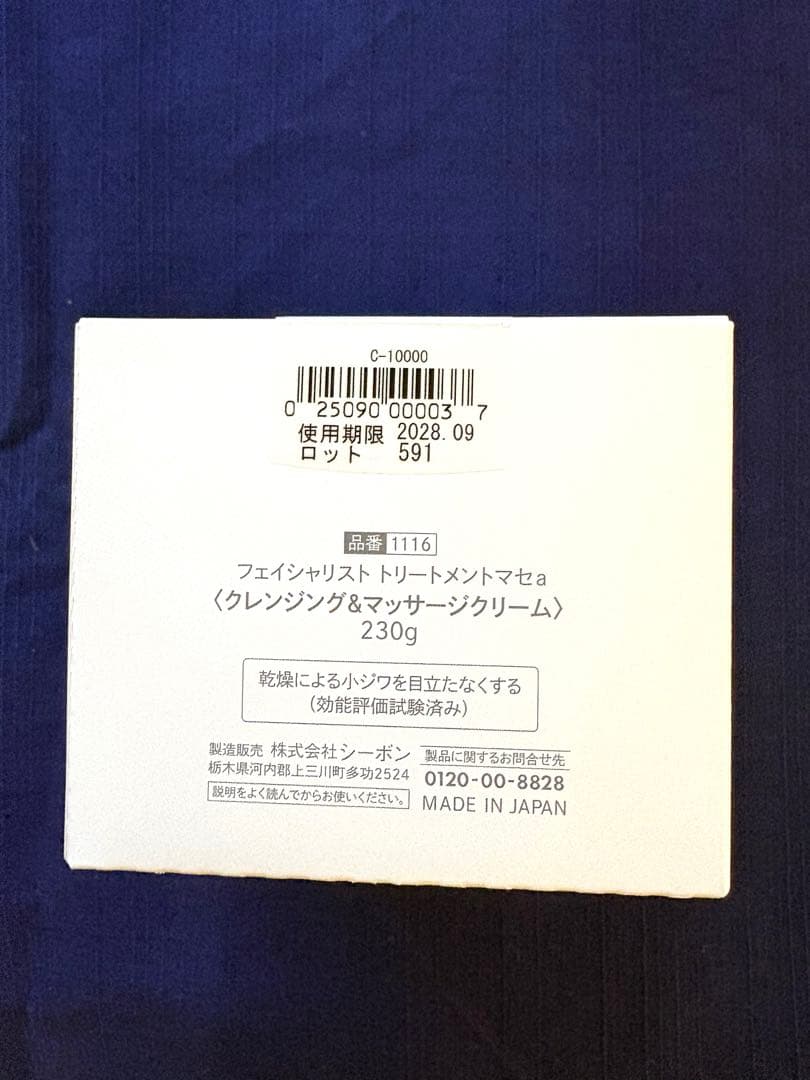 C-10000
0 25090 00003 7
使用期限 2028.09
ロット 591
品番 1116
フェイシャリスト トリートメントマセa
〈クレンジング&マッサージクリーム〉
230g
乾燥による小ジワを目立たなくする
(効能評価試験済み)
製造販売 株式会社シーボン
栃木県河内郡上三川町多功2524
説明をよく読んでからお使いください。
製品に関するお問合せ先
0120-00-8828
MADE IN JAPAN